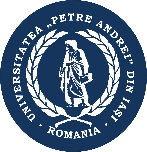 UNIVERSITATEA „PETRE ANDREI” DIN IAȘI
ROMANIA